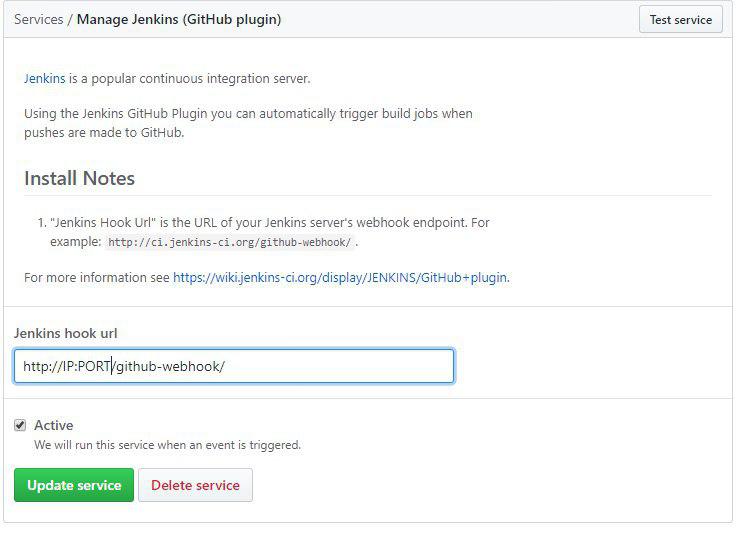 Services / Manage Jenkins (GitHub plugin)
Test service
Jenkins is a popular continuous integration server.
Using the Jenkins GitHub Plugin you can automatically trigger build jobs when
pushes are made to GitHub.
Install Notes
1. "Jenkins Hook Url" is the URL of your Jenkins server's webhook endpoint. For
example: http://ci.jenkins-ci.org/github-webhook/ .
For more information see https://wiki.jenkins-ci.org/display/JENKINS/GitHub+plugin.
Jenkins hook url
http://IP:PORT/github-webhook/
Active
We will run this service when an event is triggered.
Update service
Delete service